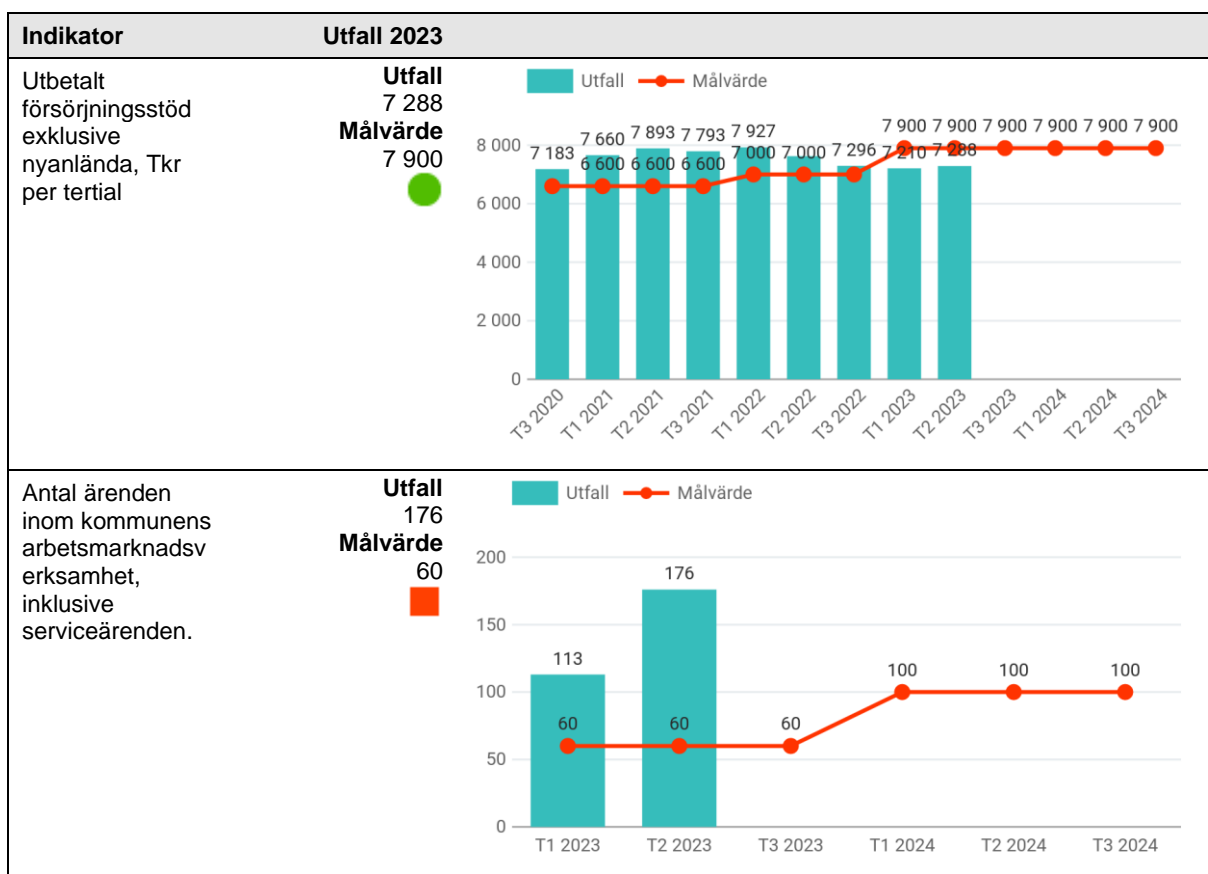 Indikator Utfall 2023
Utbetalt
försörjningsstöd
exklusive
nyanlända, Tkr
per tertial
Utfall
7 288
Målvärde
7 900
Utfall Målvärde
7 900 7 900 7 900 7 900 7 900 7 900
7 183 7 660 7 893 7 793 7 927 7 296 7 210 7 288
6 600 6 600 6 600 7 000 7 000
8 000
6 000
4 000
2 000
0
T3 2020 T1 2021 T2 2021 T3 2021 T1 2022 T2 2022 T3 2022 T1 2023 T2 2023 T3 2023 T1 2024 T2 2024 T3 2024
Antal ärenden
inom kommunens
arbetsmarknadsv
erksamhet,
inklusive
serviceärenden.
Utfall
176
Målvärde
60
Utfall Målvärde
200
176
150
113
100 100 100 100
60 60 60
50
0
T1 2023 T2 2023 T3 2023 T1 2024 T2 2024 T3 2024